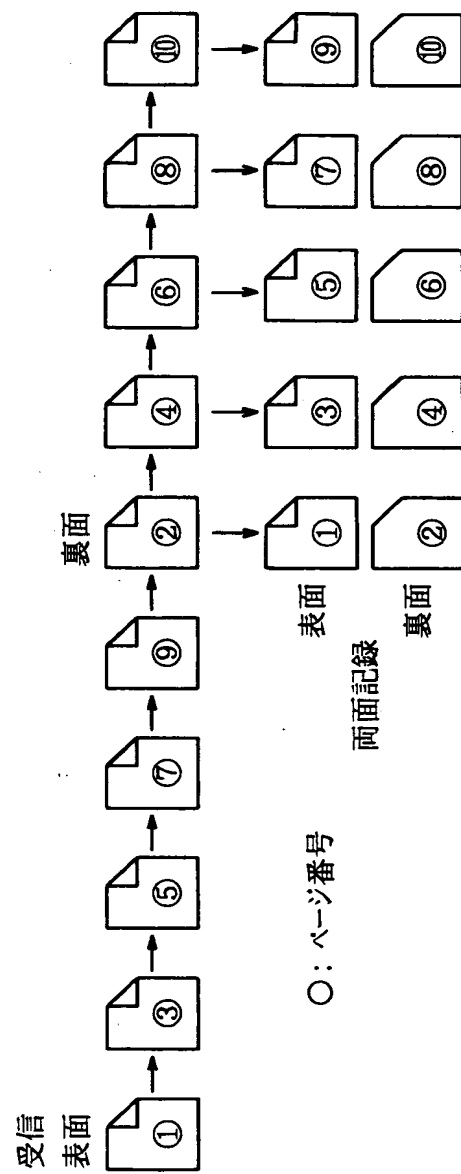 受信
表面
裏面
① ③ ⑤ ⑦ ⑨ ② ④ ⑥ ⑧ ⑩
表面
① ③ ⑤ ⑦ ⑨
両面記録
裏面
② ④ ⑥ ⑧ ⑩
○：ページ番号